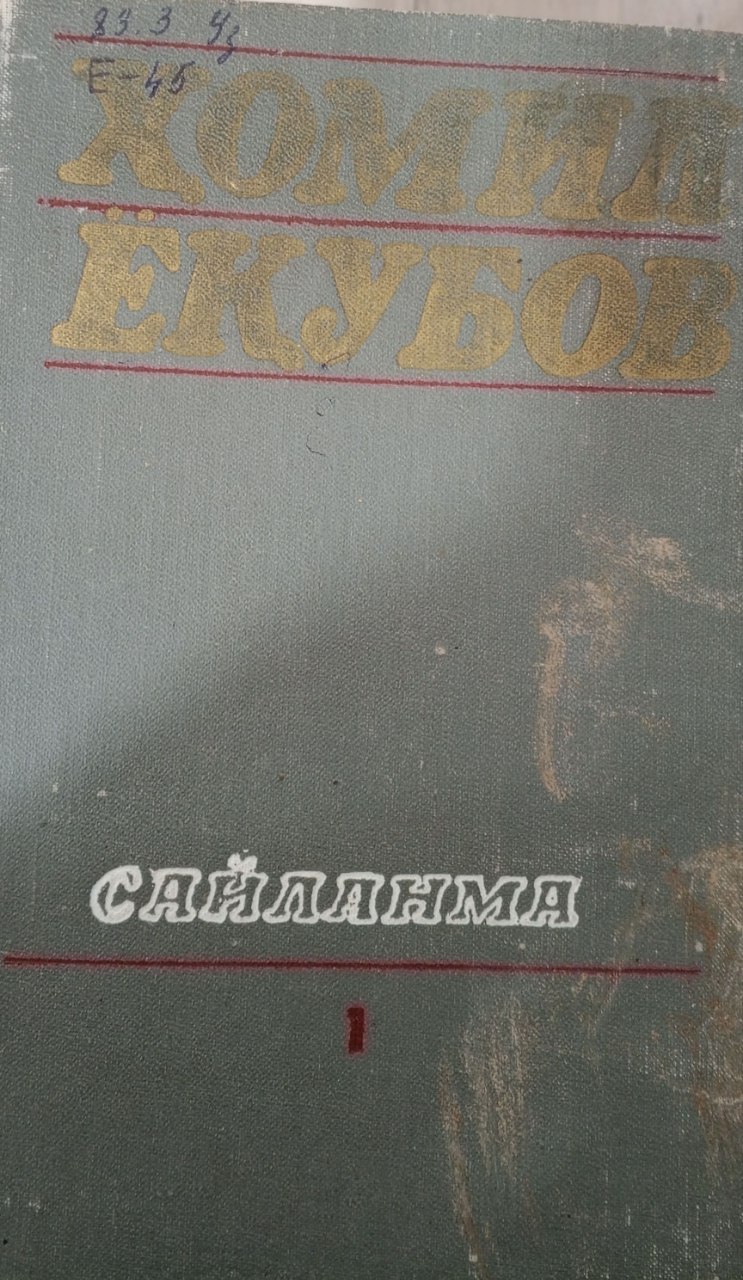 83.3 Уз
Е-45
ҲОМИЛ
ЁҚУБОВ
САЙЛАНМА
1